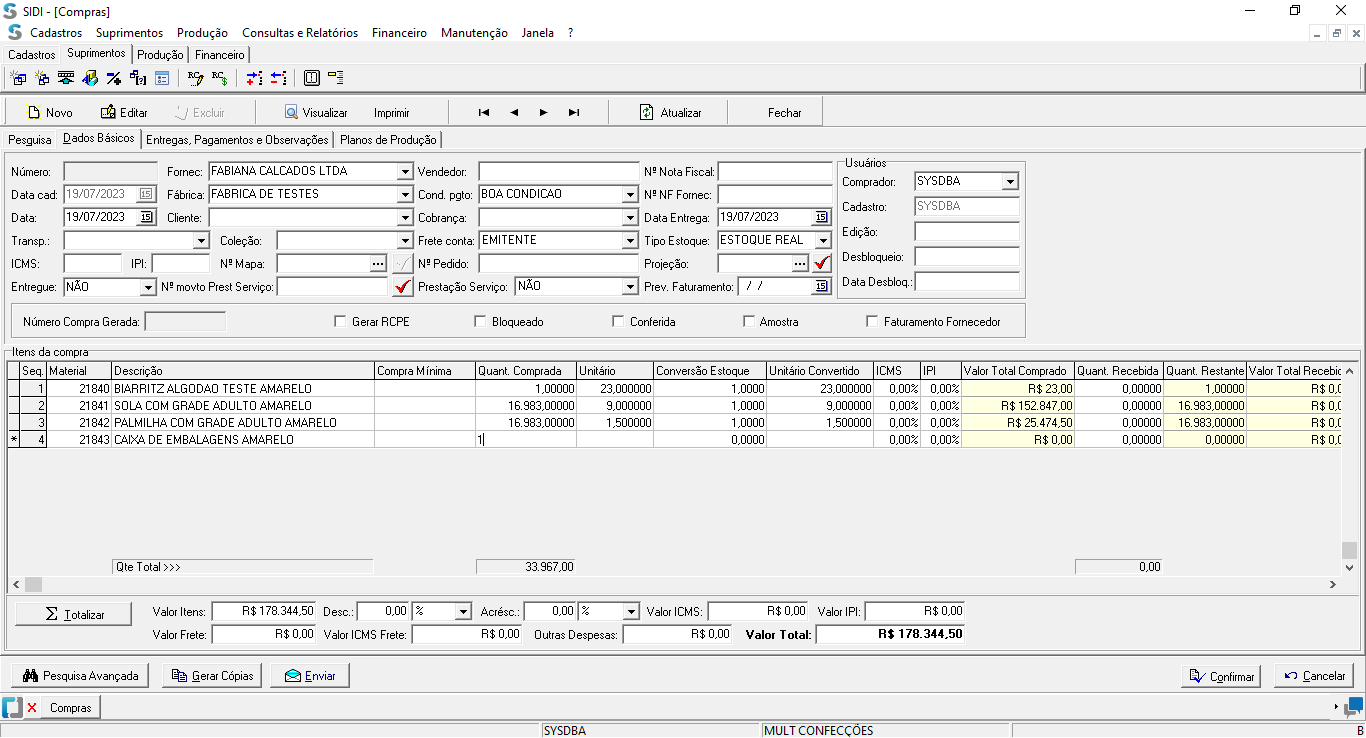 SIDI - [Compras]
Cadastros Suprimentos Produção Consultas e Relatórios Financeiro Manutenção Janela ?
Cadastros Suprimentos Produção Financeiro
Novo Editar Excluir Visualizar Imprimir Atualizar Fechar
Pesquisa Dados Básicos Entregas, Pagamentos e Observações Planos de Produção
Número: Fornec: FABIANA CALCADOS LTDA Vendedor: Nº Nota Fiscal: Usuários
Data cad: 19/07/2023 15 Fábrica: FABRICA DE TESTES Cond. pgto: BOA CONDICAO Nº NF Fornec: Comprador: SYSDBA
Data: 19/07/2023 15 Cliente: Cobrança: Data Entrega: 19/07/2023 15 Cadastro: SYSDBA
Transp.: Coleção: Frete conta: EMITENTE Tipo Estoque: ESTOQUE REAL Edição:
ICMS: IPI: Nº Mapa: ... Nº Pedido: Projeção: ... Desbloqueio:
Entregue: NÃO Nº movto Prest Serviço: Prestação Serviço: NÃO Prev. Faturamento: / / 15 Data Desbloq.:
Número Compra Gerada: Gerar RCPE Bloqueado Conferida Amostra Faturamento Fornecedor
Itens da compra
Seq. Material Descrição Compra Mínima Quant. Comprada Unitário Conversão Estoque Unitário Convertido ICMS IPI Valor Total Comprado Quant. Recebida Quant. Restante Valor Total Recebic
1 21840 BIARRITZ ALGODAO TESTE AMARELO 1,00000 23,000000 1,0000 23,000000 0,00% 0,00% R$ 23,00 0,00000 1,00000 R$ 0,0
2 21841 SOLA COM GRADE ADULTO AMARELO 16.983,00000 9,000000 1,0000 9,000000 0,00% 0,00% R$ 152.847,00 0,00000 16.983,00000 R$ 0,0
3 21842 PALMILHA COM GRADE ADULTO AMARELO 16.983,00000 1,500000 1,0000 1,500000 0,00% 0,00% R$ 25.474,50 0,00000 16.983,00000 R$ 0,0
* 4 21843 CAIXA DE EMBALAGENS AMARELO 1 0,0000 0,00% 0,00% R$ 0,00 0,00000 0,00000 R$ 0,0
Qte Total >>> 33.967,00 0,00
Σ Totalizar Valor Itens: R$ 178.344,50 Desc.: 0,00 % Acrésc.: 0,00 % Valor ICMS: R$ 0,00 Valor IPI: R$ 0,00
Valor Frete: R$ 0,00 Valor ICMS Frete: R$ 0,00 Outras Despesas: R$ 0,00 Valor Total: R$ 178.344,50
Pesquisa Avançada Gerar Cópias Enviar Confirmar Cancelar
Compras
SYSDBA MULT CONFECÇÕES B